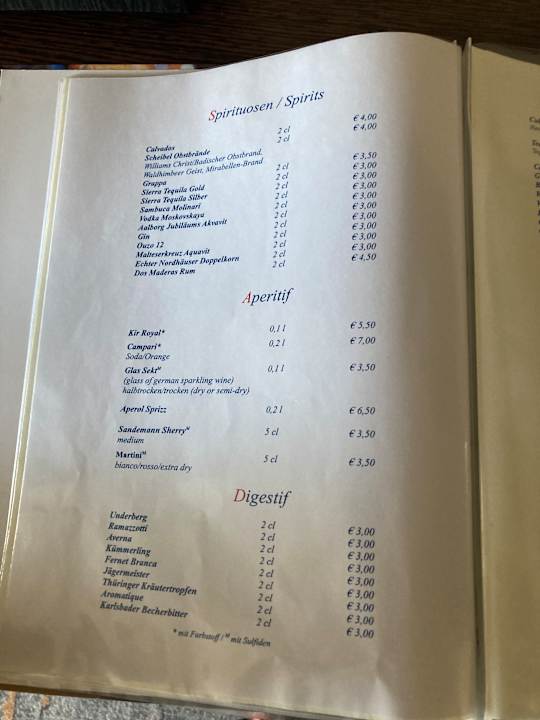 Spirituosen / Spirits
Calvados 2 cl € 4,00
Scheibel Obstbrände 2 cl € 4,00
Williams Christ/Badischer Obstbrand,
Waldhimbeer Geist, Mirabellen-Brand
Grappa 2 cl € 3,50
Sierra Tequila Gold 2 cl € 3,00
Sierra Tequila Silber 2 cl € 3,00
Sambuca Molinari 2 cl € 3,00
Vodka Moskovskaya 2 cl € 3,00
Aalborg Jubiläums Akvavit 2 cl € 3,00
Gin 2 cl € 3,00
Ouzo 12 2 cl € 3,00
Malteserkreuz Aquavit 2 cl € 3,00
Echter Nordhäuser Doppelkorn 2 cl € 3,00
Dos Maderas Rum 2 cl € 4,50
Aperitif
Kir Royal* 0,1 l € 5,50
Campari* 0,2 l € 7,00
Soda/Orange
Glas Sektᴹ 0,1 l € 3,50
(glass of german sparkling wine)
halbtrocken/trocken (dry or semi-dry)
Aperol Sprizz 0,2 l € 6,50
Sandemann Sherryᴹ 5 cl € 3,50
medium
Martiniᴹ 5 cl € 3,50
bianco/rosso/extra dry
Digestif
Underberg 2 cl € 3,00
Ramazzotti 2 cl € 3,00
Averna 2 cl € 3,00
Kümmerling 2 cl € 3,00
Fernet Branca 2 cl € 3,00
Jägermeister 2 cl € 3,00
Thüringer Kräutertropfen 2 cl € 3,00
Aromatique 2 cl € 3,00
Karlsbader Becherbitter 2 cl € 3,00
* mit Farbstoff / ᴹ mit Sulfiden